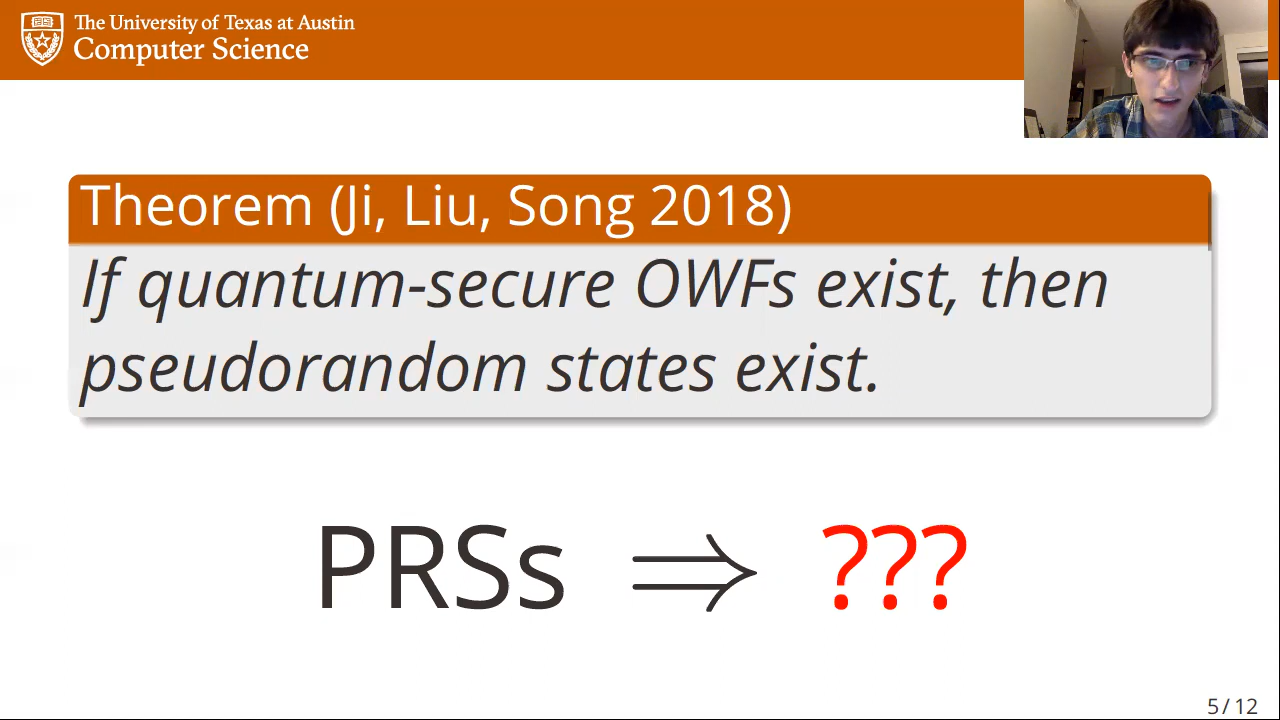 The University of Texas at Austin
Computer Science
Theorem (Ji, Liu, Song 2018)
If quantum-secure OWFs exist, then
pseudorandom states exist.
PRSs ⇒ ???
5 / 12